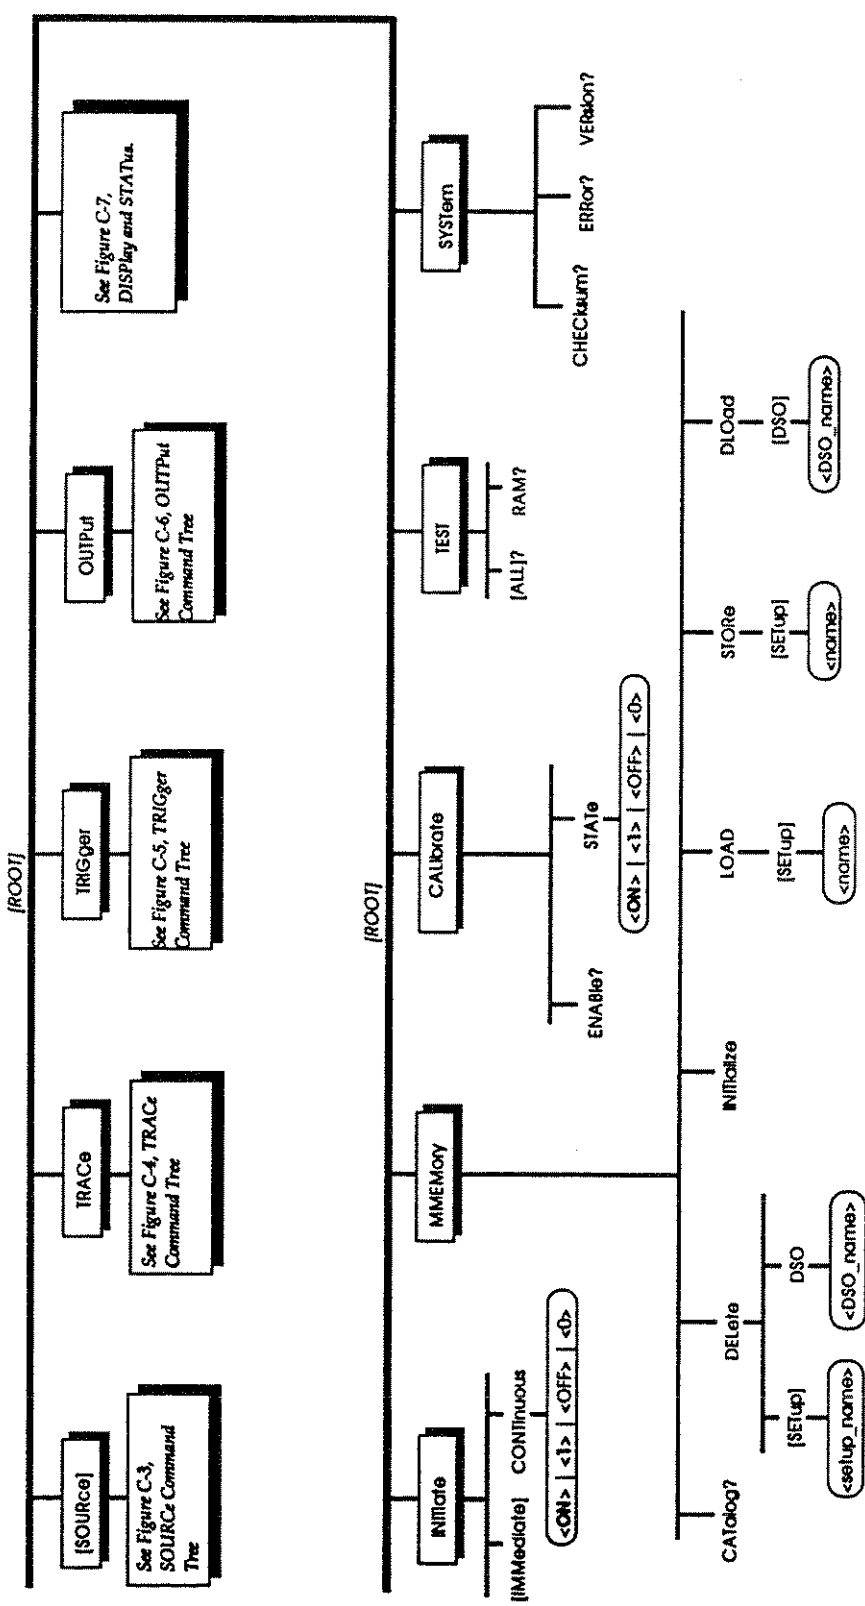 [ROOT]
[SOURce]
See Figure C-3,
SOURCe Command
Tree
TRACe
See Figure C-4, TRACe
Command Tree
TRIGger
See Figure C-5, TRIGger
Command Tree
OUTPut
See Figure C-6, OUTPut
Command Tree
See Figure C-7,
DISPlay and STATus.
[ROOT]
INITiate
[IMMediate]
CONTinuous
<ON> | <1> | <OFF> | <0>
MMEMory
CALibrate
ENABle?
STATe
<ON> | <1> | <OFF> | <0>
TEST
[ALL]?
RAM?
SYSTem
CHECksum?
ERRor?
VERsion?
CATalog?
DELete
[SETup]
<setup_name>
DSO
<DSO_name>
INITialize
LOAD
[SETup]
<name>
STORe
[SETup]
<name>
DLOad
[DSO]
<DSO_name>